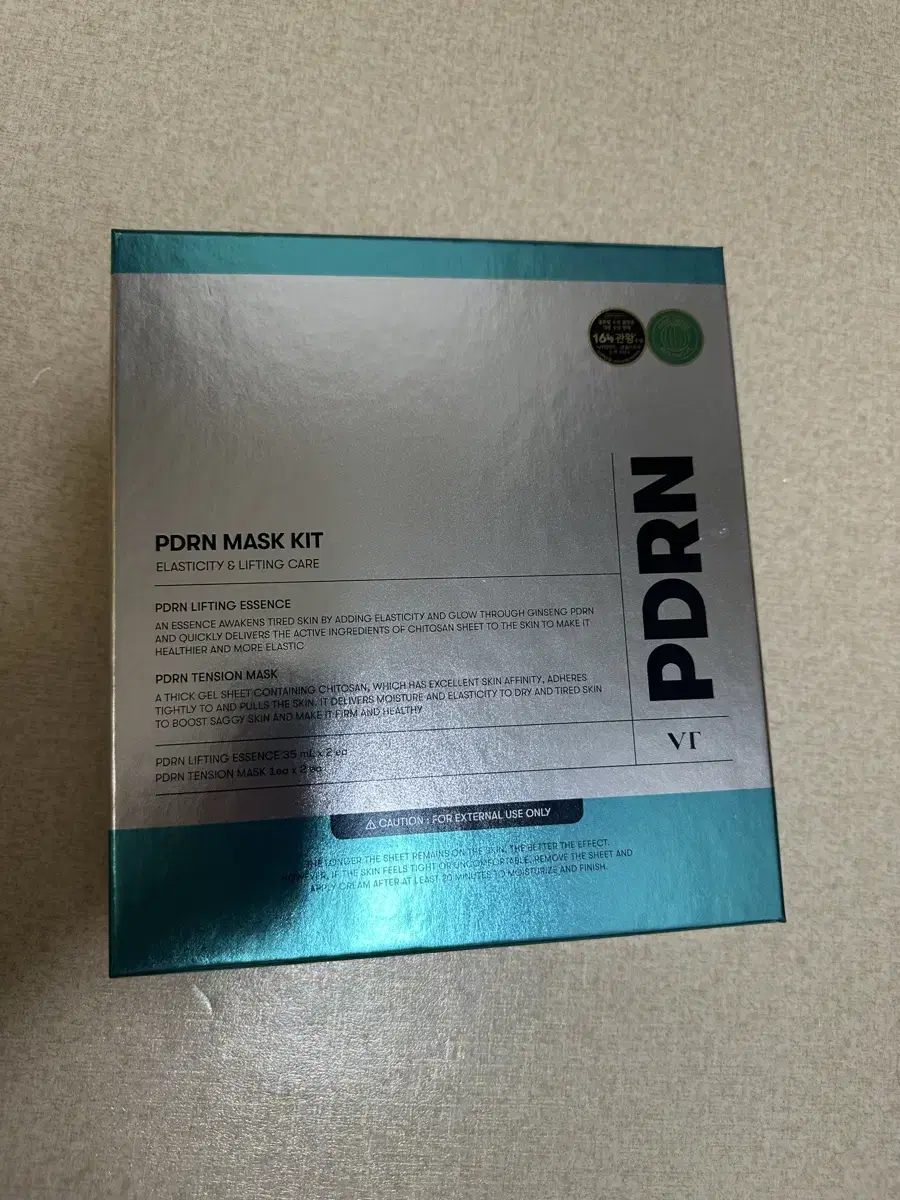 164 관왕
PDRN
PDRN MASK KIT
ELASTICITY & LIFTING CARE
PDRN LIFTING ESSENCE
AN ESSENCE AWAKENS TIRED SKIN BY ADDING ELASTICITY AND GLOW THROUGH GINSENG PDRN
AND QUICKLY DELIVERS THE ACTIVE INGREDIENTS OF CHITOSAN SHEET TO THE SKIN TO MAKE IT
HEALTHIER AND MORE ELASTIC
PDRN TENSION MASK
A THICK GEL SHEET CONTAINING CHITOSAN, WHICH HAS EXCELLENT SKIN AFFINITY, ADHERES
TIGHTLY TO AND PULLS THE SKIN. IT DELIVERS MOISTURE AND ELASTICITY TO DRY AND TIRED SKIN
TO BOOST SAGGY SKIN AND MAKE IT FIRM AND HEALTHY
VT
PDRN LIFTING ESSENCE 35 mL x 2 ea
PDRN TENSION MASK 1ea x 2 ea
⚠ CAUTION : FOR EXTERNAL USE ONLY
THE LONGER THE SHEET REMAINS ON THE SKIN, THE BETTER THE EFFECT.
HOWEVER, IF THE SKIN FEELS TIGHT OR UNCOMFORTABLE, REMOVE THE SHEET AND
APPLY CREAM AFTER AT LEAST 20 MINUTES TO MOISTURIZE AND FINISH.